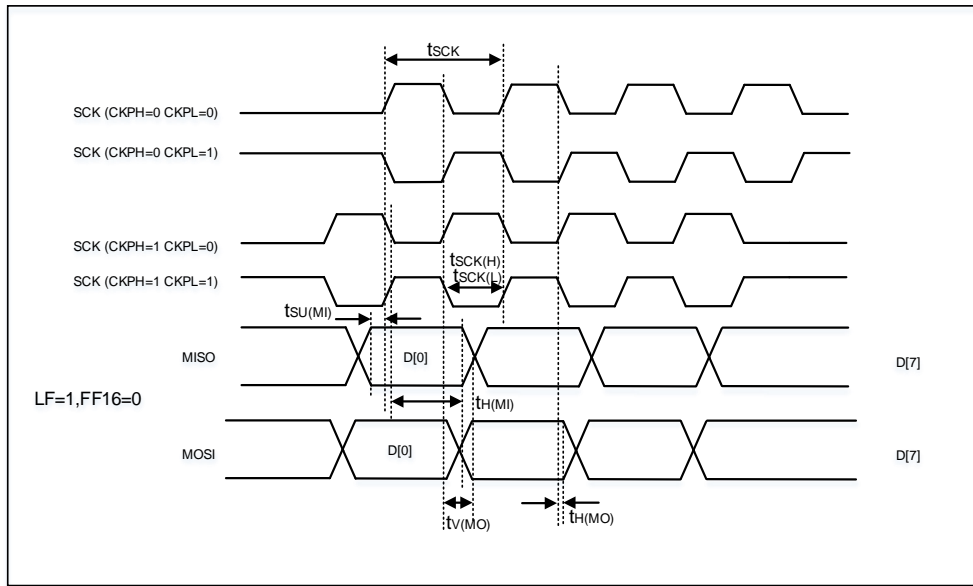 tSCK
SCK (CKPH=0 CKPL=0)
SCK (CKPH=0 CKPL=1)
SCK (CKPH=1 CKPL=0)
tSCK(H)
tSCK(L)
SCK (CKPH=1 CKPL=1)
tSU(MI)
MISO
D[0]
D[7]
LF=1,FF16=0
tH(MI)
MOSI
D[0]
D[7]
tV(MO)
tH(MO)